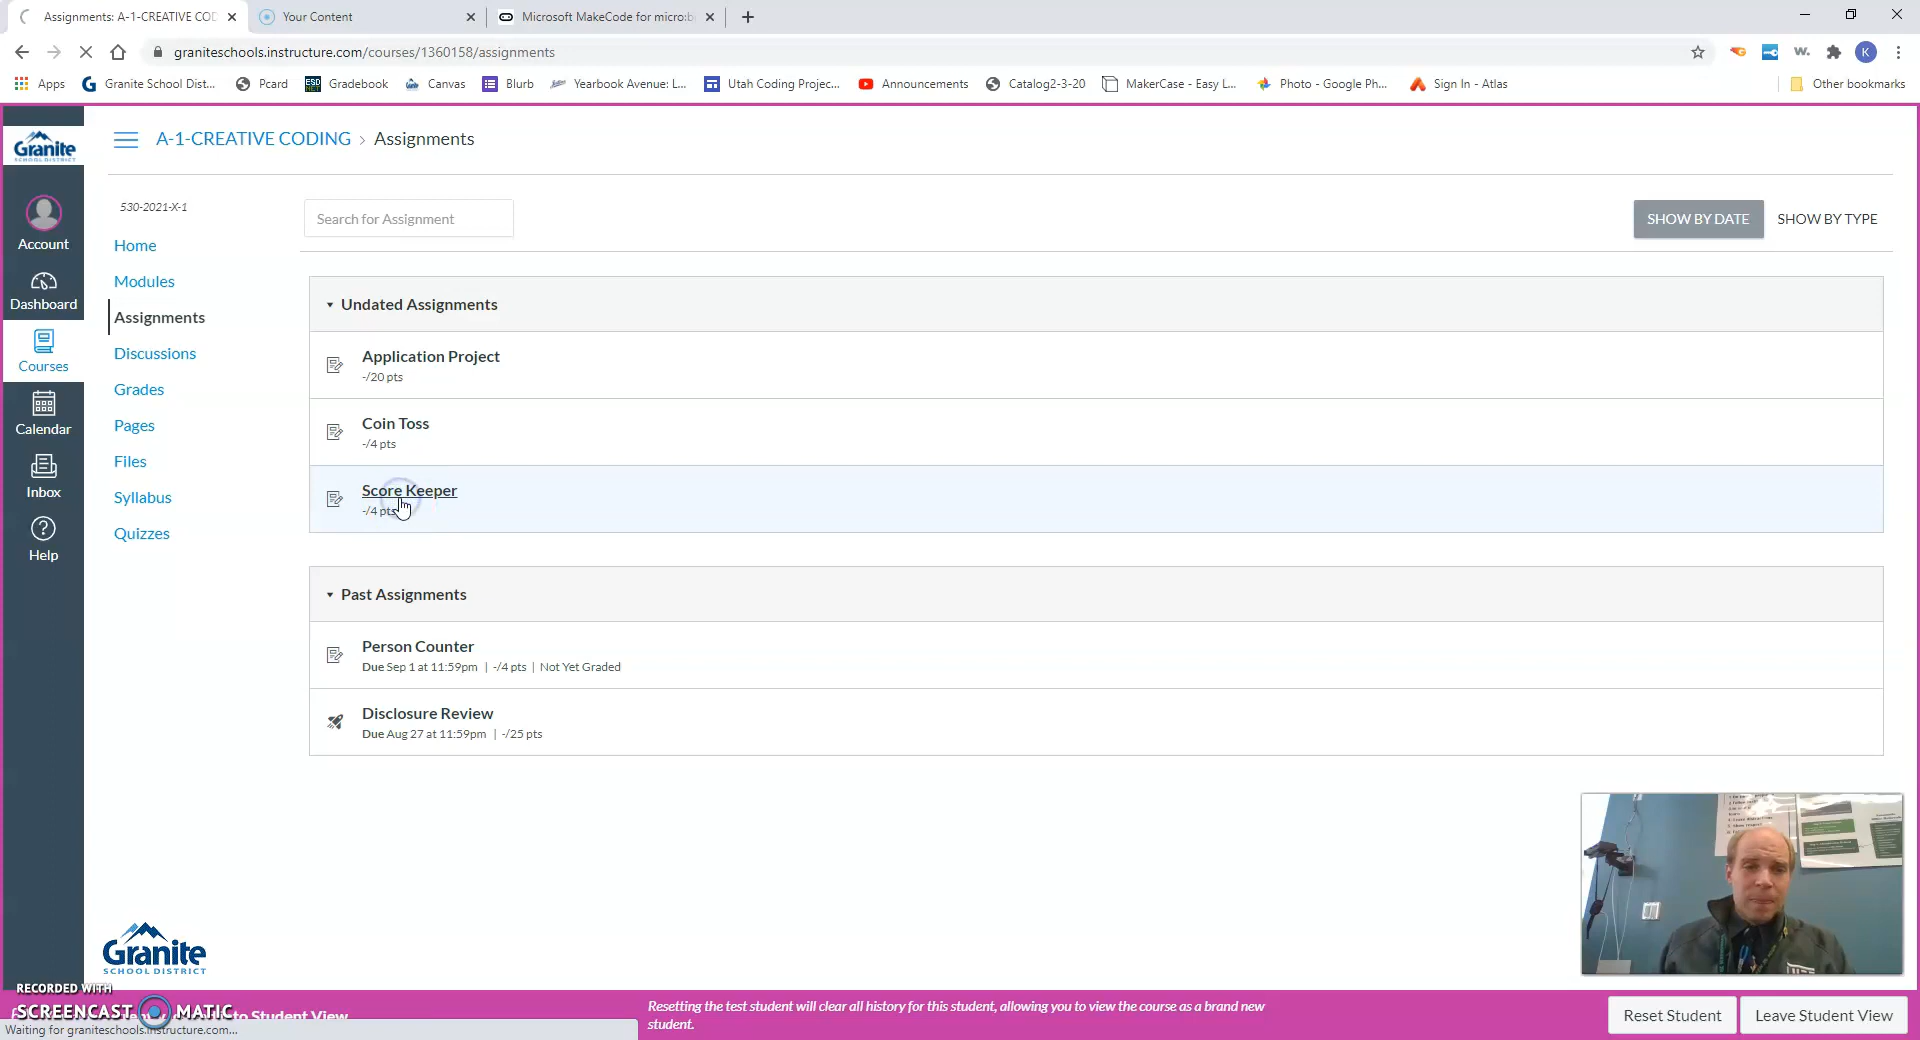 Assignments: A-1-CREATIVE COD
Your Content
Microsoft MakeCode for micro:b
graniteschools.instructure.com/courses/1360158/assignments
Apps
Granite School Dist...
Pcard
Gradebook
Canvas
Blurb
Yearbook Avenue: L...
Utah Coding Projec...
Announcements
Catalog2-3-20
MakerCase - Easy L...
Photo - Google Ph...
Sign In - Atlas
Other bookmarks
Granite
SCHOOL DISTRICT
A-1-CREATIVE CODING › Assignments
530-2021-X-1
Search for Assignment
SHOW BY DATE
SHOW BY TYPE
Account
Dashboard
Courses
Calendar
Inbox
Help
Home
Modules
Assignments
Discussions
Grades
Pages
Files
Syllabus
Quizzes
Undated Assignments
Application Project
-/20 pts
Coin Toss
-/4 pts
Score Keeper
-/4 pts
Past Assignments
Person Counter
Due Sep 1 at 11:59pm | -/4 pts | Not Yet Graded
Disclosure Review
Due Aug 27 at 11:59pm | -/25 pts
Granite
SCHOOL DISTRICT
RECORDED WITH
SCREENCAST MATIC
to Student View
Waiting for graniteschools.instructure.com...
Resetting the test student will clear all history for this student, allowing you to view the course as a brand new
student.
Reset Student
Leave Student View